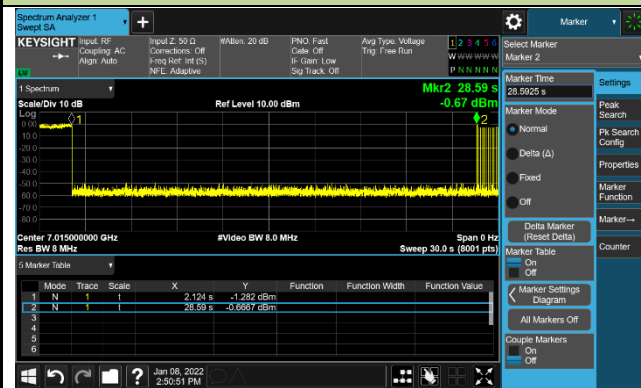 Spectrum Analyzer 1
Swept SA
+
Marker
KEYSIGHT
Input: RF
Coupling: AC
Align: Auto
Input Z: 50 Ω
Corrections: Off
Freq Ref: Int (S)
NFE: Adaptive
#Atten: 20 dB
PNO: Fast
Gate: Off
IF Gain: Low
Sig Track: Off
Avg Type: Voltage
Trig: Free Run
1 2 3 4 5 6
W W W W W W
P N N N N N
Select Marker
Marker 2
1 Spectrum
Scale/Div 10 dB
Ref Level 10.00 dBm
Mkr2 28.59 s
-0.67 dBm
Log
0.00
-10.0
-20.0
-30.0
-40.0
-50.0
-60.0
-70.0
-80.0
1
2
Center 7.015000000 GHz
#Video BW 8.0 MHz
Span 0 Hz
Res BW 8 MHz
Sweep 30.0 s (8001 pts)
5 Marker Table
Mode Trace Scale X Y Function Function Width Function Value
1 N 1 t 2.124 s -1.282 dBm
2 N 1 t 28.59 s -0.6667 dBm
3
4
5
6
Marker Time
28.5925 s
Marker Mode
Normal
Delta (Δ)
Fixed
Off
Delta Marker
(Reset Delta)
Marker Table
On
Off
Marker Settings
Diagram
All Markers Off
Couple Markers
On
Off
Settings
Peak
Search
Pk Search
Config
Properties
Marker
Function
Marker→
Counter
?
Jan 08, 2022
2:50:51 PM